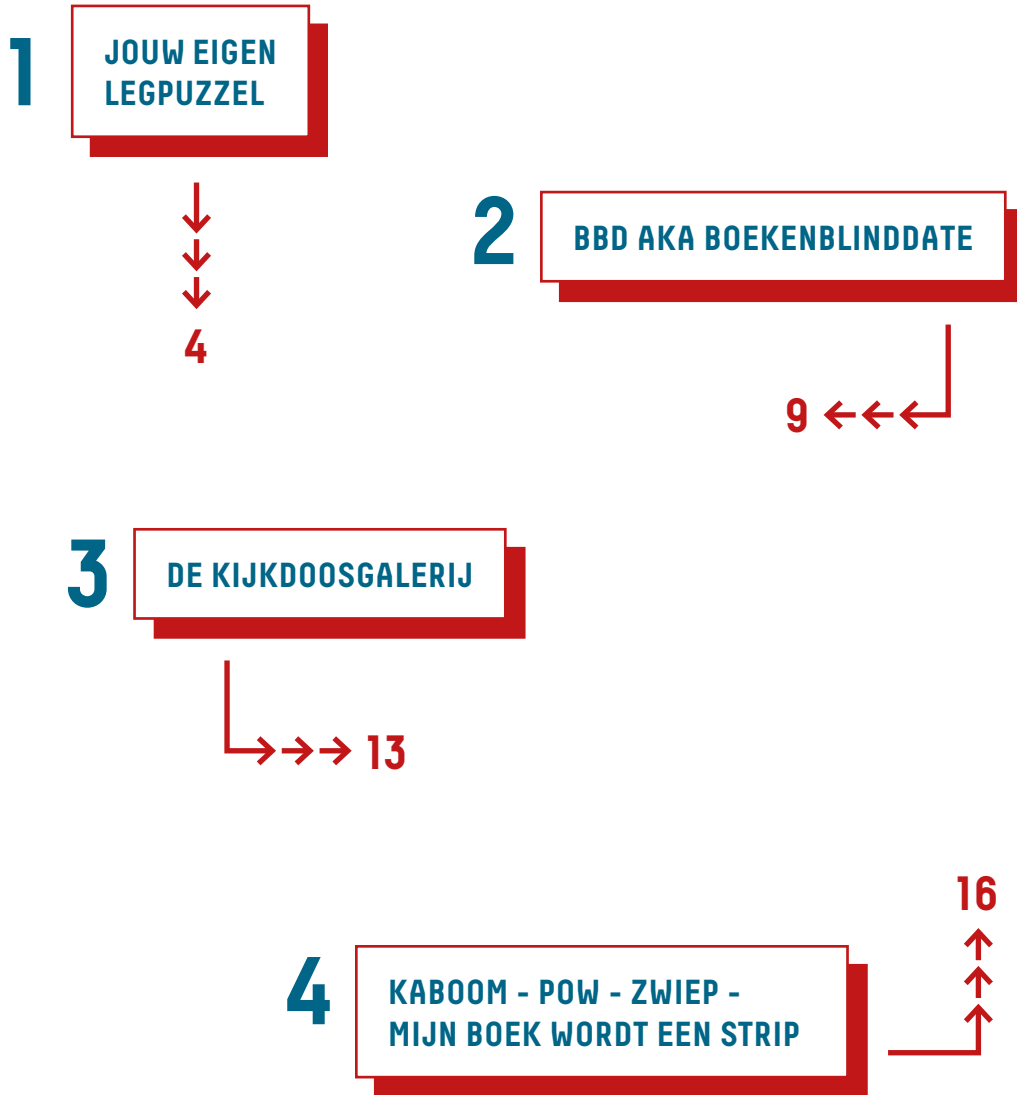 1
JOUW EIGEN
LEGPUZZEL
4
2
BBD AKA BOEKENBLINDDATE
9
3
DE KIJKDOOSGALERIJ
13
4
KABOOM - POW - ZWIEP -
MIJN BOEK WORDT EEN STRIP
16